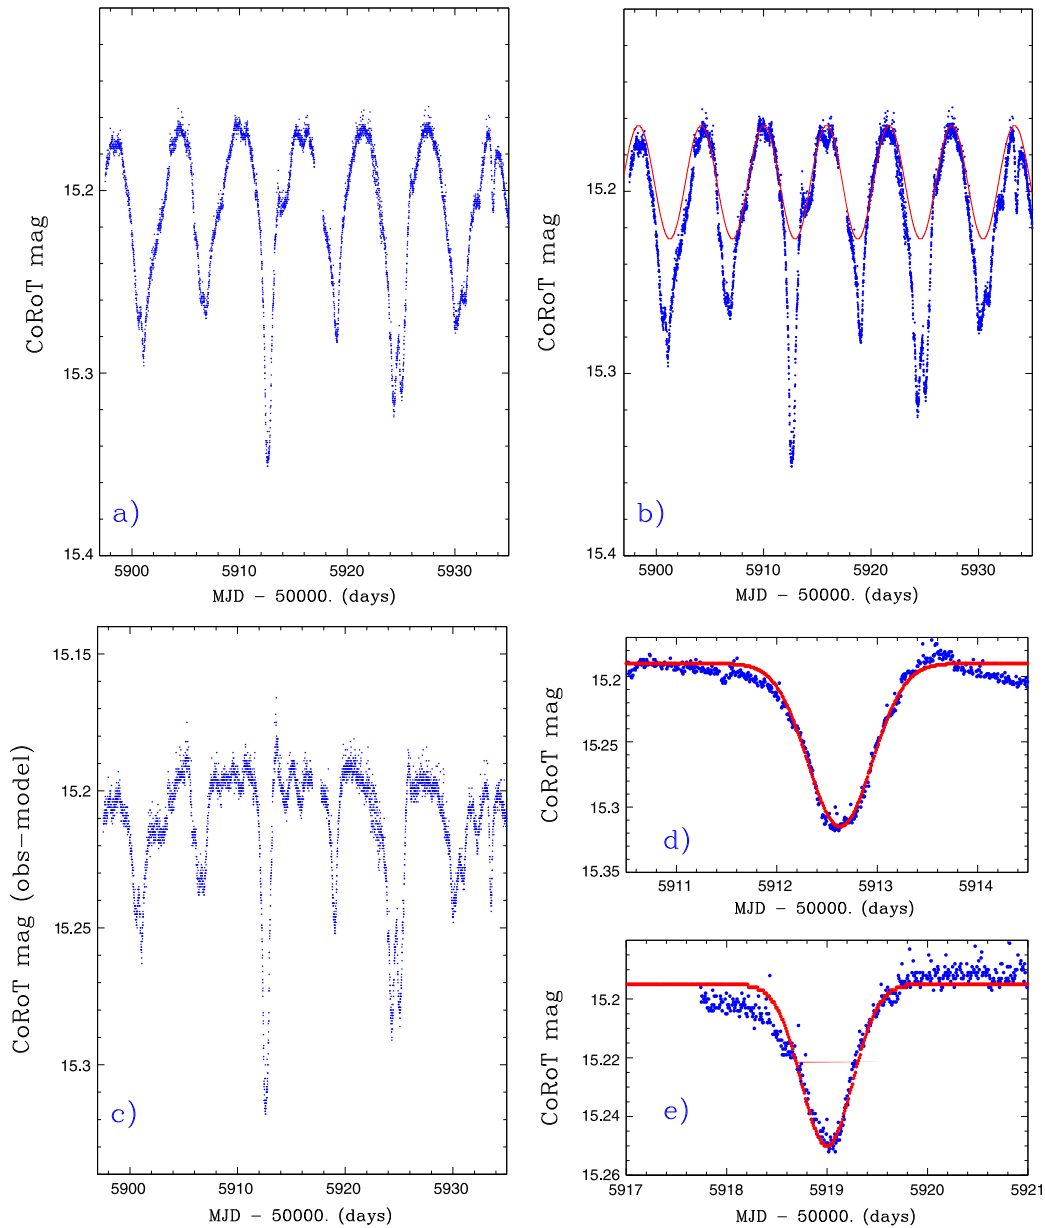 15.2
15.3
15.4
CoRoT mag
a)
5900 5910 5920 5930
MJD − 50000. (days)
15.2
15.3
15.4
CoRoT mag
b)
5900 5910 5920 5930
MJD − 50000. (days)
15.15
15.2
15.25
15.3
CoRoT mag (obs−model)
c)
5900 5910 5920 5930
MJD − 50000. (days)
15.2
15.25
15.3
15.35
CoRoT mag
d)
5911 5912 5913 5914
MJD − 50000. (days)
15.2
15.22
15.24
15.26
CoRoT mag
e)
5917 5918 5919 5920 5921
MJD − 50000. (days)